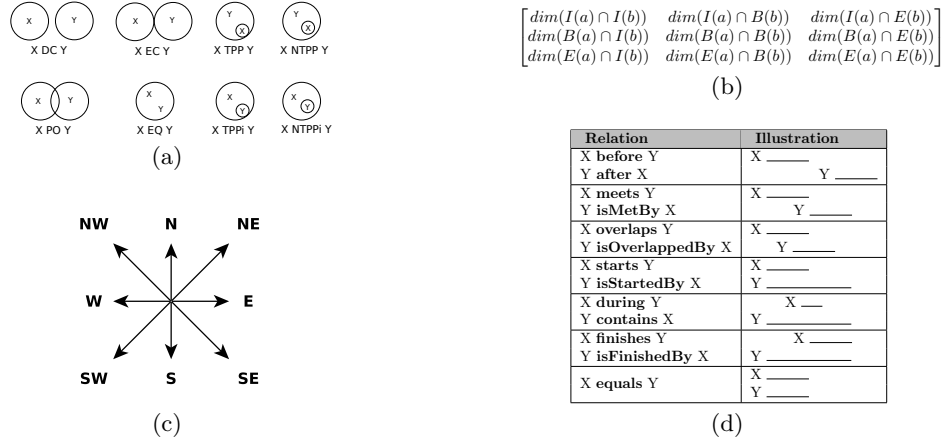 X Y X Y Y X Y X
X DC Y X EC Y X TPP Y X NTPP Y
X Y X Y X Y X Y
X PO Y X EQ Y X TPPi Y X NTPPi Y
(a)
dim(I(a) ∩ I(b)) dim(I(a) ∩ B(b)) dim(I(a) ∩ E(b))
dim(B(a) ∩ I(b)) dim(B(a) ∩ B(b)) dim(B(a) ∩ E(b))
dim(E(a) ∩ I(b)) dim(E(a) ∩ B(b)) dim(E(a) ∩ E(b))
(b)
NW N NE
W E
SW S SE
(c)
Relation Illustration
X before Y X
Y after X Y
X meets Y X
Y isMetBy X Y
X overlaps Y X
Y isOverlappedBy X Y
X starts Y X
Y isStartedBy X Y
X during Y X
Y contains X Y
X finishes Y X
Y isFinishedBy X Y
X equals Y X
Y
(d)